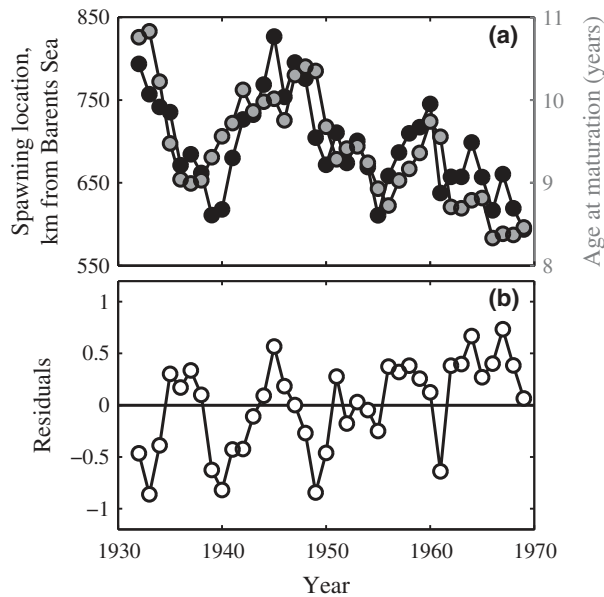 850
750
650
550
Spawning location,
km from Barents Sea
(a)
11
10
9
8
Age at maturation (years)
1
0.5
0
−0.5
−1
Residuals
(b)
1930 1940 1950 1960 1970
Year